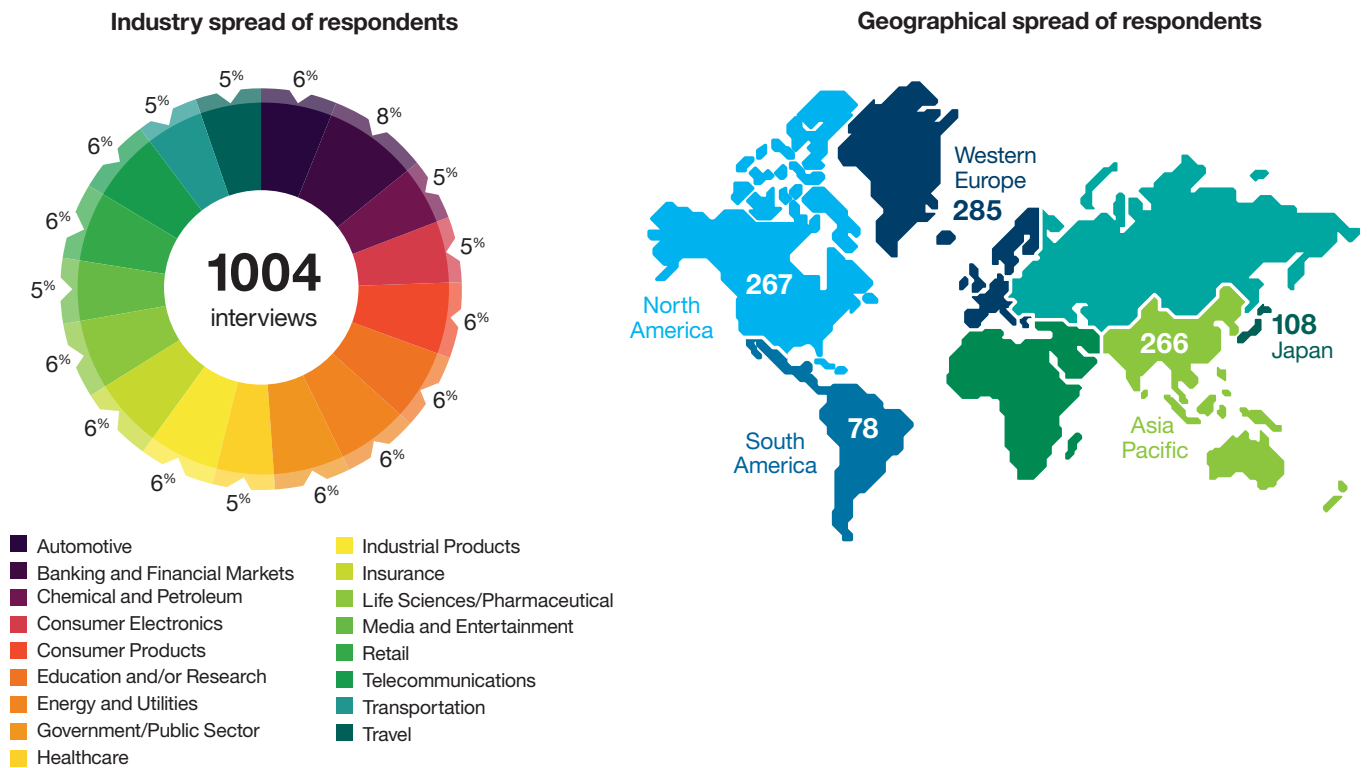 Industry spread of respondents
5%
6%
8%
5%
5%
6%
6%
6%
6%
5%
6%
6%
6%
5%
6%
6%
5%
1004
interviews
Automotive
Banking and Financial Markets
Chemical and Petroleum
Consumer Electronics
Consumer Products
Education and/or Research
Energy and Utilities
Government/Public Sector
Healthcare
Industrial Products
Insurance
Life Sciences/Pharmaceutical
Media and Entertainment
Retail
Telecommunications
Transportation
Travel
Geographical spread of respondents
Western
Europe
285
267
North
America
108
Japan
266
Asia
Pacific
78
South
America